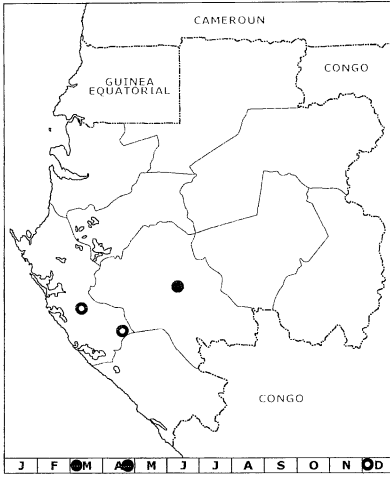 CAMEROUN
CONGO
GUINEA
EQUATORIAL
CONGO
J F M A M J J A S O N D